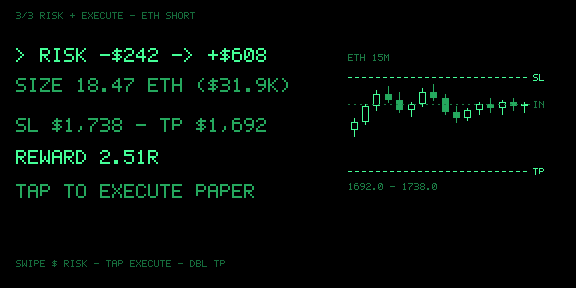 3/3 RISK + EXECUTE - ETH SHORT
> RISK -$242 -> +$608
SIZE 18.47 ETH ($31.9K)
SL $1,738 - TP $1,692
REWARD 2.51R
TAP TO EXECUTE PAPER
ETH 15M
SL
IN
TP
1692.0 - 1738.0
SWIPE $ RISK - TAP EXECUTE - DBL TP